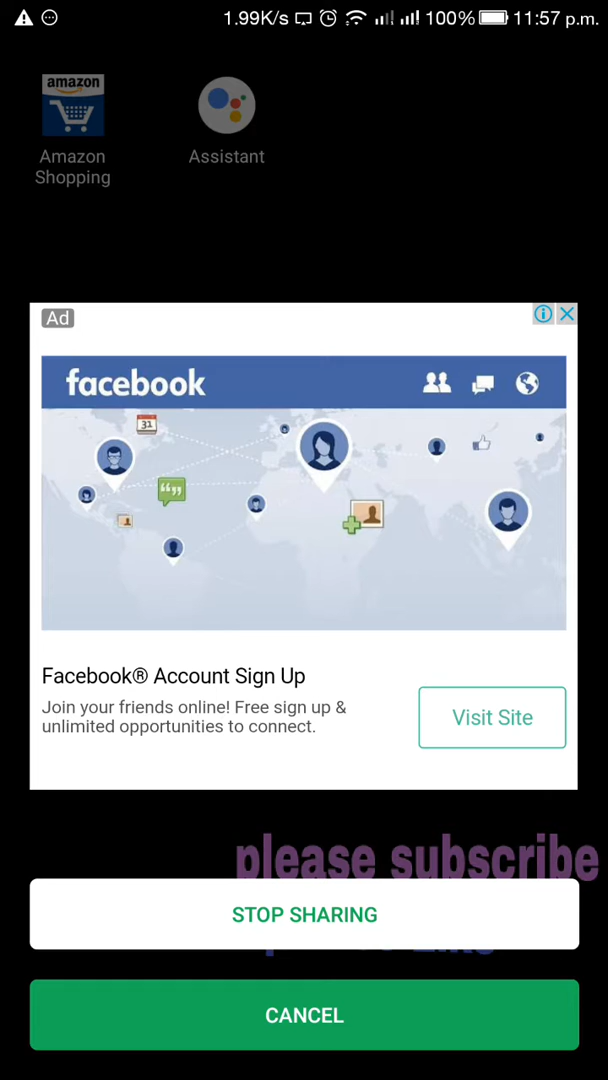 1.99K/s 100% 11:57 p.m.
amazon
Amazon
Shopping
Assistant
Ad
facebook
31
Facebook® Account Sign Up
Join your friends online! Free sign up &
unlimited opportunities to connect.
Visit Site
please subscribe
STOP SHARING
CANCEL